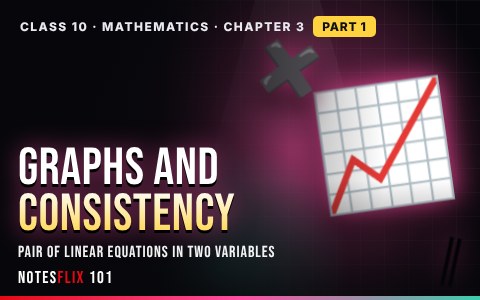 CLASS 10 · MATHEMATICS · CHAPTER 3 PART 1
GRAPHS AND
CONSISTENCY
PAIR OF LINEAR EQUATIONS IN TWO VARIABLES
NOTESFLIX 101